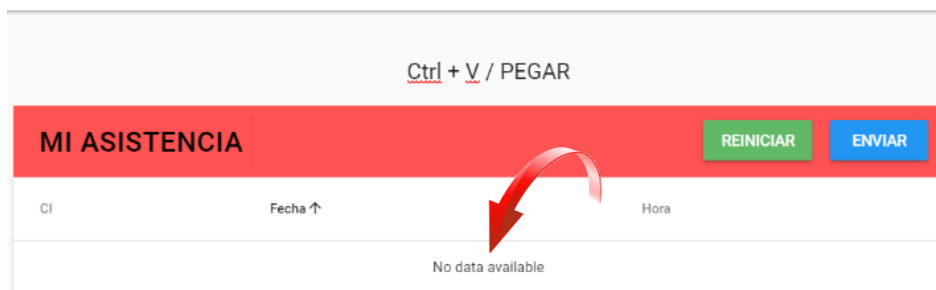 Ctrl + V / PEGAR
MI ASISTENCIA REINICIAR ENVIAR
CI Fecha↑ Hora
No data available